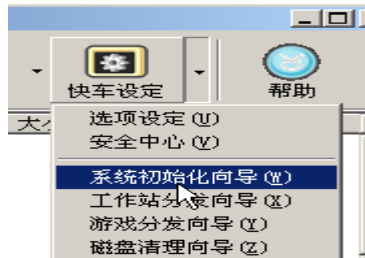 快车设定
帮助
大
选项设定(U)
安全中心(V)
系统初始化向导(W)
工作站分发向导(X)
游戏分发向导(Y)
磁盘清理向导(Z)